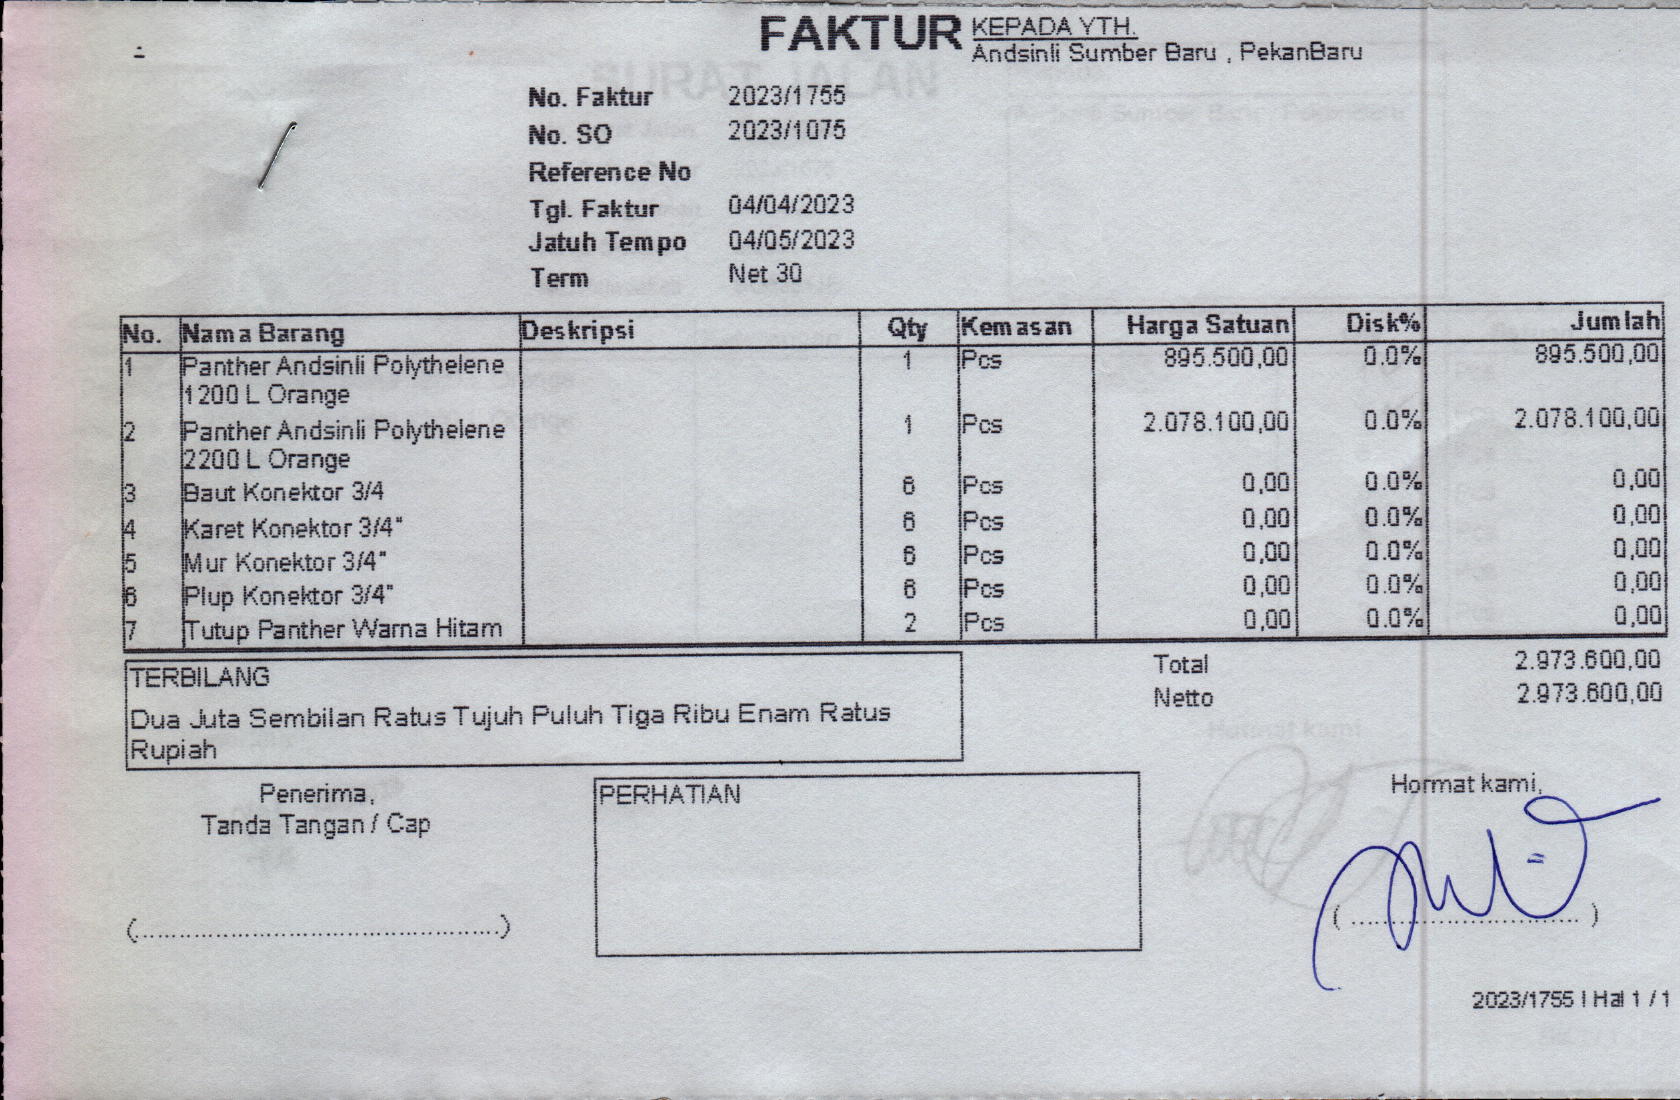 FAKTUR
KEPADA YTH.
Andsinli Sumber Baru , PekanBaru
No. Faktur 2023/1755
No. SO 2023/1075
Reference No
Tgl. Faktur 04/04/2023
Jatuh Tempo 04/05/2023
Term Net 30
No. Nama Barang Deskripsi Qty Kemasan Harga Satuan Disk% Jumlah
1 Panther Andsinli Polythelene 1 Pcs 895.500,00 0.0% 895.500,00
1200 L Orange
2 Panther Andsinli Polythelene 1 Pcs 2.078.100,00 0.0% 2.078.100,00
2200 L Orange
3 Baut Konektor 3/4 6 Pcs 0,00 0.0% 0,00
4 Karet Konektor 3/4" 6 Pcs 0,00 0.0% 0,00
5 Mur Konektor 3/4" 6 Pcs 0,00 0.0% 0,00
6 Plup Konektor 3/4" 6 Pcs 0,00 0.0% 0,00
7 Tutup Panther Warna Hitam 2 Pcs 0,00 0.0% 0,00
Total 2.973.600,00
Netto 2.973.600,00
TERBILANG
Dua Juta Sembilan Ratus Tujuh Puluh Tiga Ribu Enam Ratus
Rupiah
Penerima,
Tanda Tangan / Cap
(............................................)
PERHATIAN
Hormat kami,
( ............................ )
2023/1755 | Hal 1 / 1